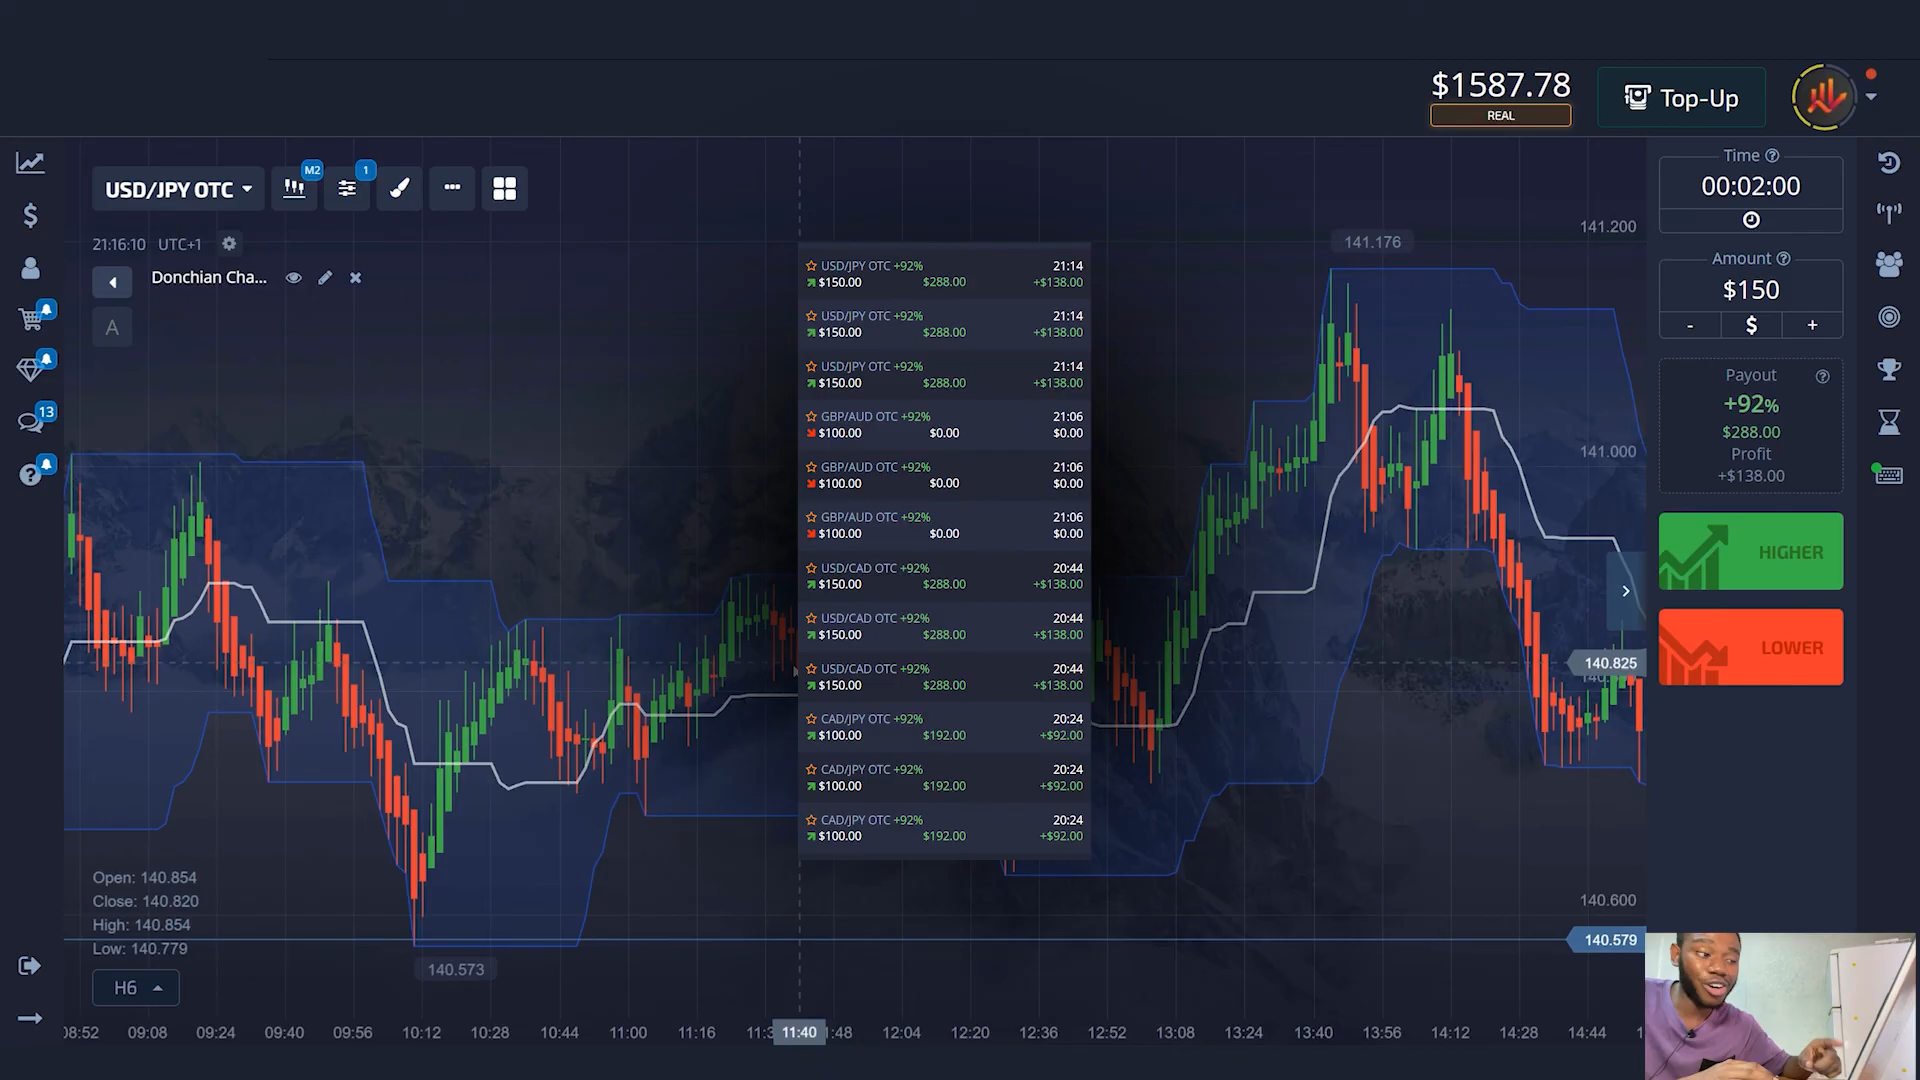 $1587.78
REAL
Top-Up
USD/JPY OTC
M2
1
21:16:10 UTC+1
Donchian Cha...
A
13
USD/JPY OTC +92% 21:14
$150.00 $288.00 +$138.00
USD/JPY OTC +92% 21:14
$150.00 $288.00 +$138.00
USD/JPY OTC +92% 21:14
$150.00 $288.00 +$138.00
GBP/AUD OTC +92% 21:06
$100.00 $0.00 $0.00
GBP/AUD OTC +92% 21:06
$100.00 $0.00 $0.00
GBP/AUD OTC +92% 21:06
$100.00 $0.00 $0.00
USD/CAD OTC +92% 20:44
$150.00 $288.00 +$138.00
USD/CAD OTC +92% 20:44
$150.00 $288.00 +$138.00
USD/CAD OTC +92% 20:44
$150.00 $288.00 +$138.00
CAD/JPY OTC +92% 20:24
$100.00 $192.00 +$92.00
CAD/JPY OTC +92% 20:24
$100.00 $192.00 +$92.00
CAD/JPY OTC +92% 20:24
$100.00 $192.00 +$92.00
141.176
141.200
141.000
140.825
140.600
140.579
140.573
Time
00:02:00
Amount
$150
- $ +
Payout
+92%
$288.00
Profit
+$138.00
HIGHER
LOWER
Open: 140.854
Close: 140.820
High: 140.854
Low: 140.779
H6
08:52 09:08 09:24 09:40 09:56 10:12 10:28 10:44 11:00 11:16 11:3 11:40 1:48 12:04 12:20 12:36 12:52 13:08 13:24 13:40 13:56 14:12 14:28 14:44